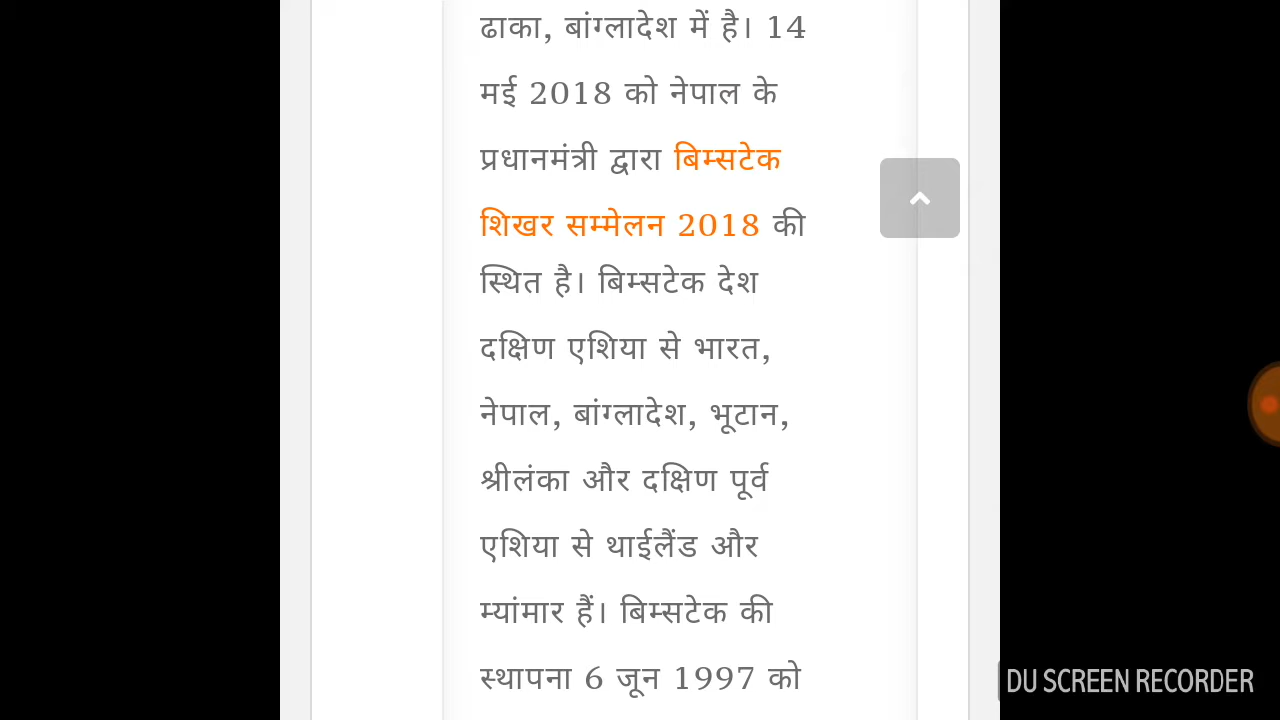 ढाका, बांग्लादेश में है। 14
मई 2018 को नेपाल के
प्रधानमंत्री द्वारा बिम्सटेक
शिखर सम्मेलन 2018 की
स्थित है। बिम्सटेक देश
दक्षिण एशिया से भारत,
नेपाल, बांग्लादेश, भूटान,
श्रीलंका और दक्षिण पूर्व
एशिया से थाईलैंड और
म्यांमार हैं। बिम्सटेक की
स्थापना 6 जून 1997 को
DU SCREEN RECORDER